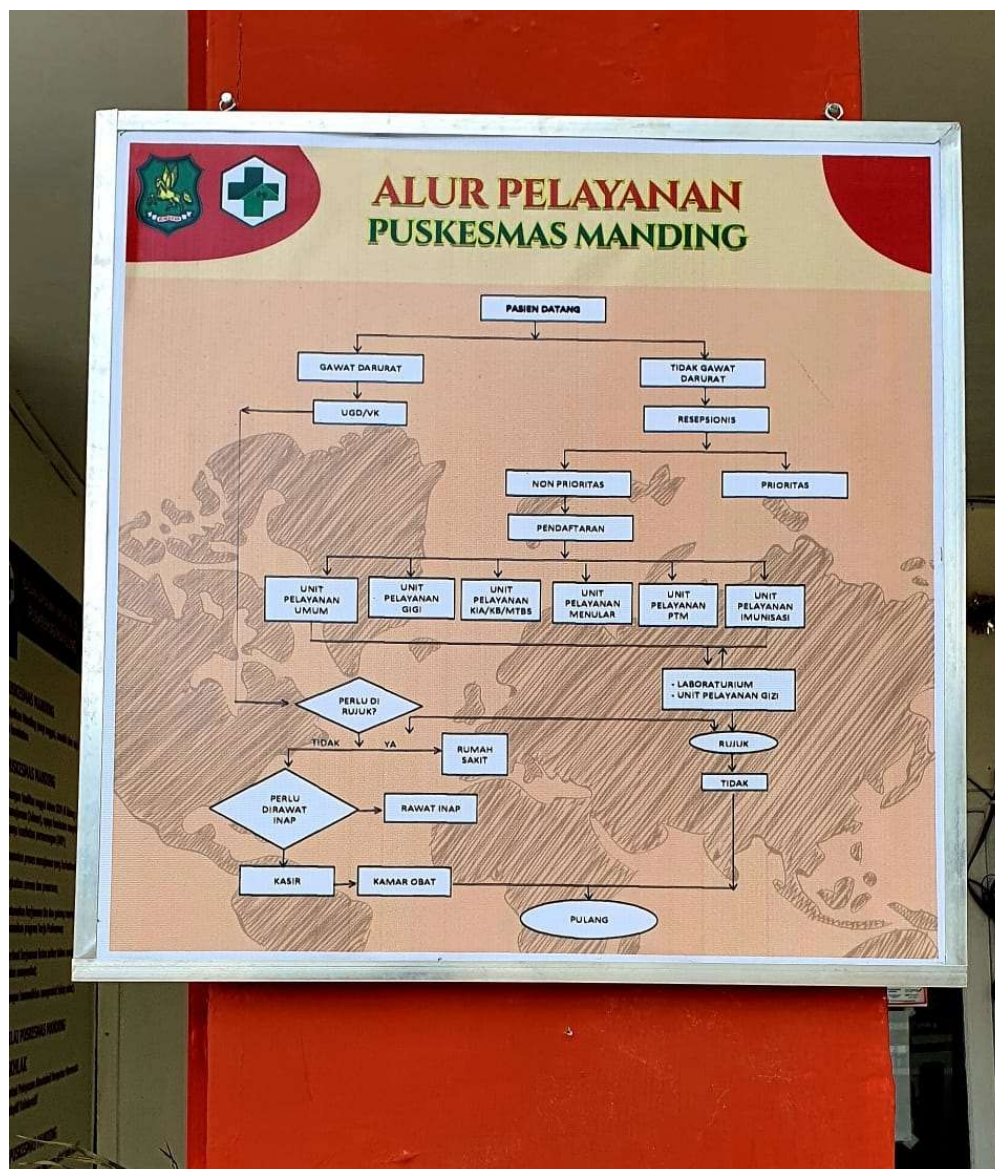 ALUR PELAYANAN
PUSKESMAS MANDING
PASIEN DATANG
GAWAT DARURAT
TIDAK GAWAT
DARURAT
UGD/VK
RESEPSIONIS
NON PRIORITAS
PRIORITAS
PENDAFTARAN
UNIT
PELAYANAN
UMUM
UNIT
PELAYANAN
GIGI
UNIT
PELAYANAN
KIA/KB/MTBS
UNIT
PELAYANAN
MENULAR
UNIT
PELAYANAN
PTM
UNIT
PELAYANAN
IMUNISASI
- LABORATURIUM
- UNIT PELAYANAN GIZI
PERLU DI
RUJUK?
TIDAK
YA
RUMAH
SAKIT
RUJUK
TIDAK
PERLU
DIRAWAT
INAP
RAWAT INAP
KASIR
KAMAR OBAT
PULANG
PUSKESMAS MANDING